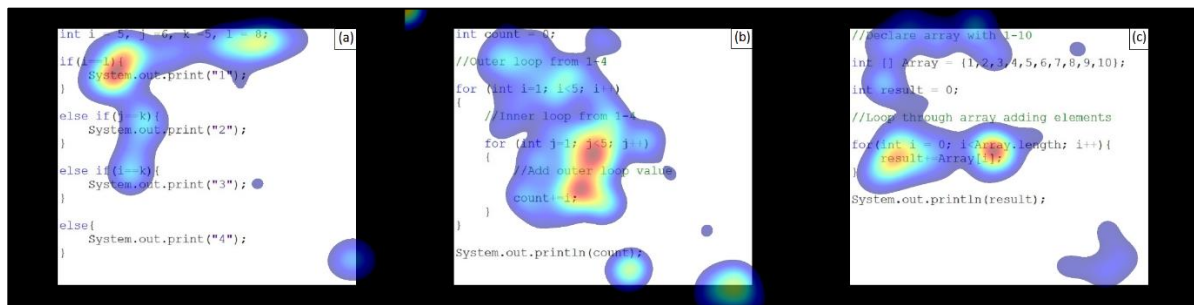 (a)
int i = 5, j =6, k =5, l = 8;
if(i==l){
System.out.print("1");
}
else if(j==k){
System.out.print("2");
}
else if(i==k){
System.out.print("3");
}
else{
System.out.print("4");
}
(b)
int count = 0;
//Outer loop from 1-4
for (int i=1; i<5; i++)
{
//Inner loop from 1-4
for (int j=1; j<5; j++)
{
//Add outer loop value
count+=i;
}
}
System.out.println(count);
(c)
//Declare array with 1-10
int [] Array = {1,2,3,4,5,6,7,8,9,10};
int result = 0;
//Loop through array adding elements
for(int i = 0; i<Array.length; i++){
result+=Array[i];
}
System.out.println(result);